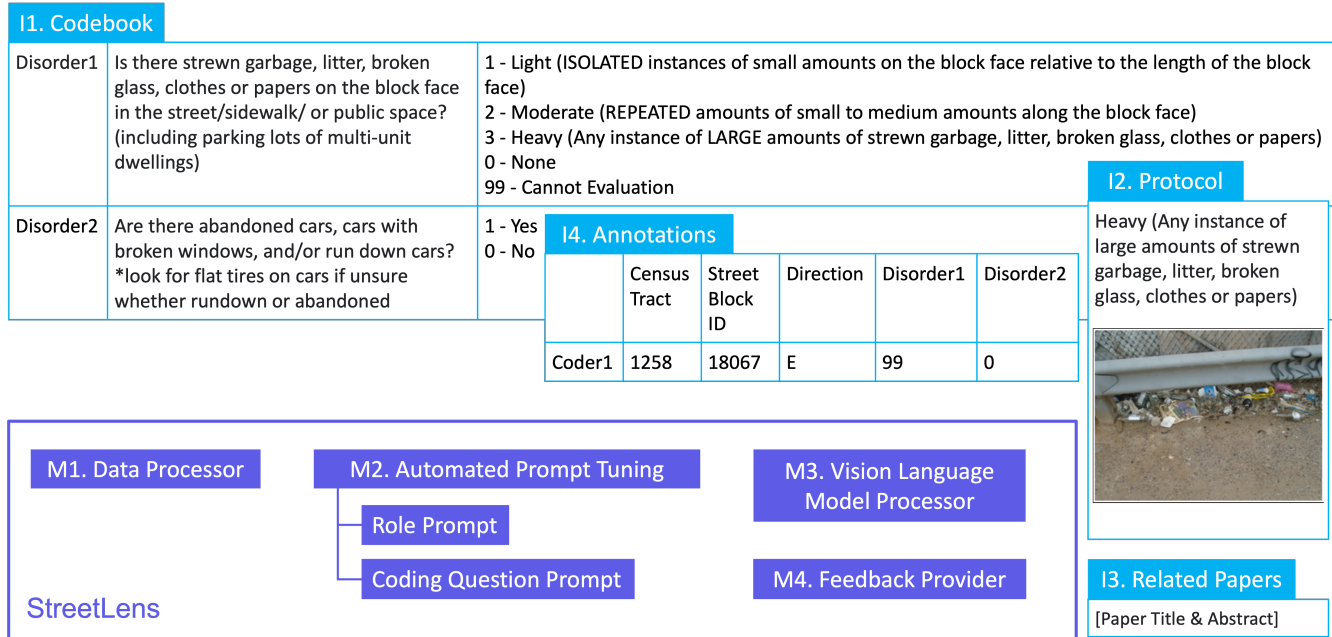 I1. Codebook
Disorder1
Is there strewn garbage, litter, broken
glass, clothes or papers on the block face
in the street/sidewalk/ or public space?
(including parking lots of multi-unit
dwellings)
1 - Light (ISOLATED instances of small amounts on the block face relative to the length of the block
face)
2 - Moderate (REPEATED amounts of small to medium amounts along the block face)
3 - Heavy (Any instance of LARGE amounts of strewn garbage, litter, broken glass, clothes or papers)
0 - None
99 - Cannot Evaluation
Disorder2
Are there abandoned cars, cars with
broken windows, and/or run down cars?
*look for flat tires on cars if unsure
whether rundown or abandoned
1 - Yes
0 - No
I4. Annotations
Census
Tract
Street
Block
ID
Direction
Disorder1
Disorder2
Coder1
1258
18067
E
99
0
I2. Protocol
Heavy (Any instance of
large amounts of strewn
garbage, litter, broken
glass, clothes or papers)
I3. Related Papers
[Paper Title & Abstract]
M1. Data Processor
M2. Automated Prompt Tuning
Role Prompt
Coding Question Prompt
M3. Vision Language
Model Processor
M4. Feedback Provider
StreetLens